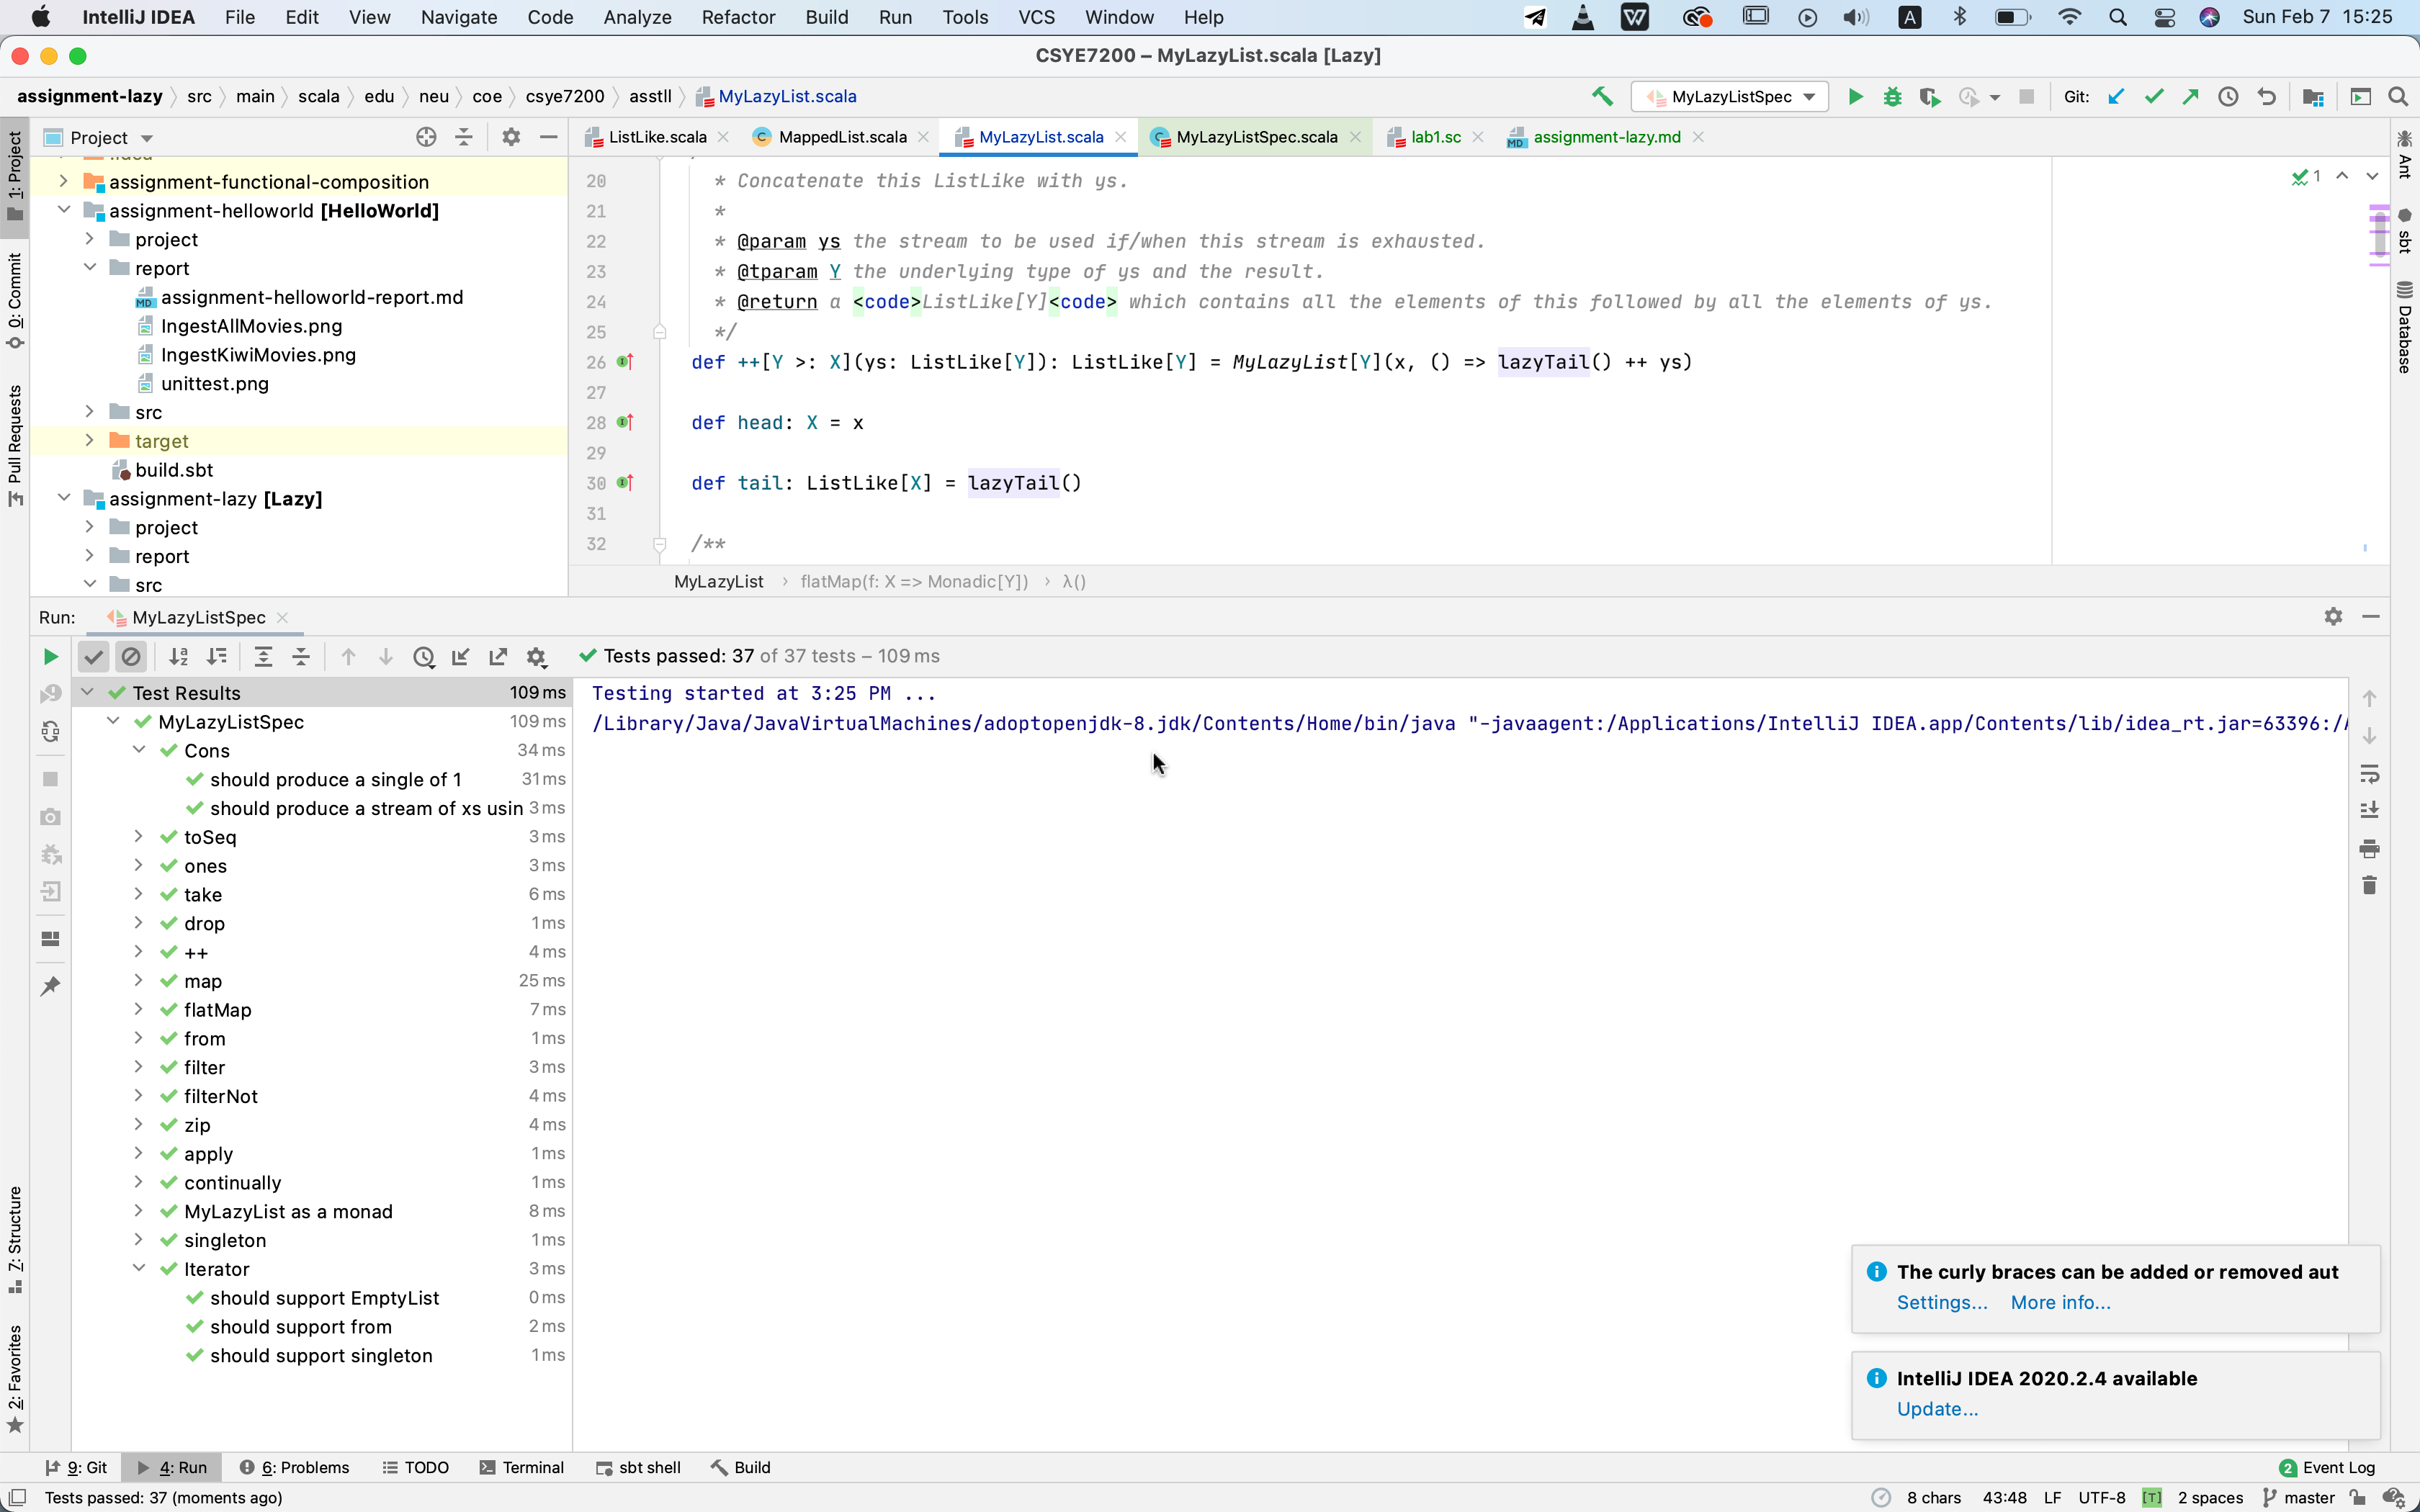 IntelliJ IDEA File Edit View Navigate Code Analyze Refactor Build Run Tools VCS Window Help A Sun Feb 7 15:25
CSYE7200 – MyLazyList.scala [Lazy]
assignment-lazy src main scala edu neu coe csye7200 asstll MyLazyList.scala MyLazyListSpec Git:
Project
ListLike.scala MappedList.scala MyLazyList.scala MyLazyListSpec.scala lab1.sc assignment-lazy.md
1: Project
0: Commit
Pull Requests
7: Structure
2: Favorites
assignment-functional-composition
assignment-helloworld [HelloWorld]
project
report
assignment-helloworld-report.md
IngestAllMovies.png
IngestKiwiMovies.png
unittest.png
src
target
build.sbt
assignment-lazy [Lazy]
project
report
src
20 * Concatenate this ListLike with ys.
21 *
22 * @param ys the stream to be used if/when this stream is exhausted.
23 * @tparam Y the underlying type of ys and the result.
24 * @return a <code>ListLike[Y]<code> which contains all the elements of this followed by all the elements of ys.
25 */
26 def ++[Y >: X](ys: ListLike[Y]): ListLike[Y] = MyLazyList[Y](x, () => lazyTail() ++ ys)
27
28 def head: X = x
29
30 def tail: ListLike[X] = lazyTail()
31
32 /**
1
MyLazyList › flatMap(f: X => Monadic[Y]) › λ()
Ant
sbt
Database
Run: MyLazyListSpec
Tests passed: 37 of 37 tests – 109 ms
Test Results 109 ms
MyLazyListSpec 109 ms
Cons 34 ms
should produce a single of 1 31 ms
should produce a stream of xs usin 3 ms
toSeq 3 ms
ones 3 ms
take 6 ms
drop 1 ms
++ 4 ms
map 25 ms
flatMap 7 ms
from 1 ms
filter 3 ms
filterNot 4 ms
zip 4 ms
apply 1 ms
continually 1 ms
MyLazyList as a monad 8 ms
singleton 1 ms
Iterator 3 ms
should support EmptyList 0 ms
should support from 2 ms
should support singleton 1 ms
Testing started at 3:25 PM ...
/Library/Java/JavaVirtualMachines/adoptopenjdk-8.jdk/Contents/Home/bin/java "-javaagent:/Applications/IntelliJ IDEA.app/Contents/lib/idea_rt.jar=63396:/
The curly braces can be added or removed aut
Settings... More info...
IntelliJ IDEA 2020.2.4 available
Update...
9: Git 4: Run 6: Problems TODO Terminal sbt shell Build 2 Event Log
Tests passed: 37 (moments ago) 8 chars 43:48 LF UTF-8 [T] 2 spaces master